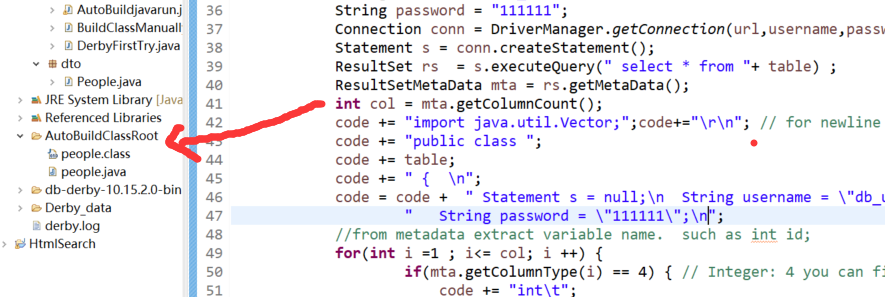 AutoBuildjavarun.j
BuildClassManuall
DerbyFirstTry.java
dto
People.java
JRE System Library [Java
Referenced Libraries
AutoBuildClassRoot
people.class
people.java
db-derby-10.15.2.0-bin
Derby_data
derby.log
HtmlSearch
36 String password = "111111";
37 Connection conn = DriverManager.getConnection(url,username,passw
38 Statement s = conn.createStatement();
39 ResultSet rs  = s.executeQuery(" select * from "+ table) ;
40 ResultSetMetaData mta = rs.getMetaData();
41 int col = mta.getColumnCount();
42 code += "import java.util.Vector;";code+="\r\n"; // for newline
43 code += "public class ";
44 code += table;
45 code += " {  \n";
46 code = code +  "  Statement s = null;\n  String username = \"db_u
47 "   String password = \"111111\";\n";
48 //from metadata extract variable name.  such as int id;
49 for(int i =1 ; i<= col; i ++) {
50 if(mta.getColumnType(i) == 4) { // Integer: 4 you can fi
51 code += "int\t";